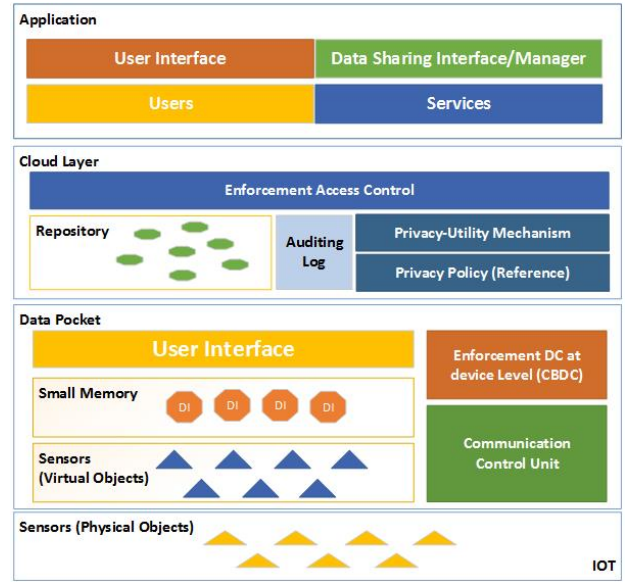 Application
User Interface
Data Sharing Interface/Manager
Users
Services
Cloud Layer
Enforcement Access Control
Repository
Auditing
Log
Privacy-Utility Mechanism
Privacy Policy (Reference)
Data Pocket
User Interface
Enforcement DC at
device Level (CBDC)
Small Memory
DI
DI
DI
DI
Sensors
(Virtual Objects)
Communication
Control Unit
Sensors (Physical Objects)
IOT